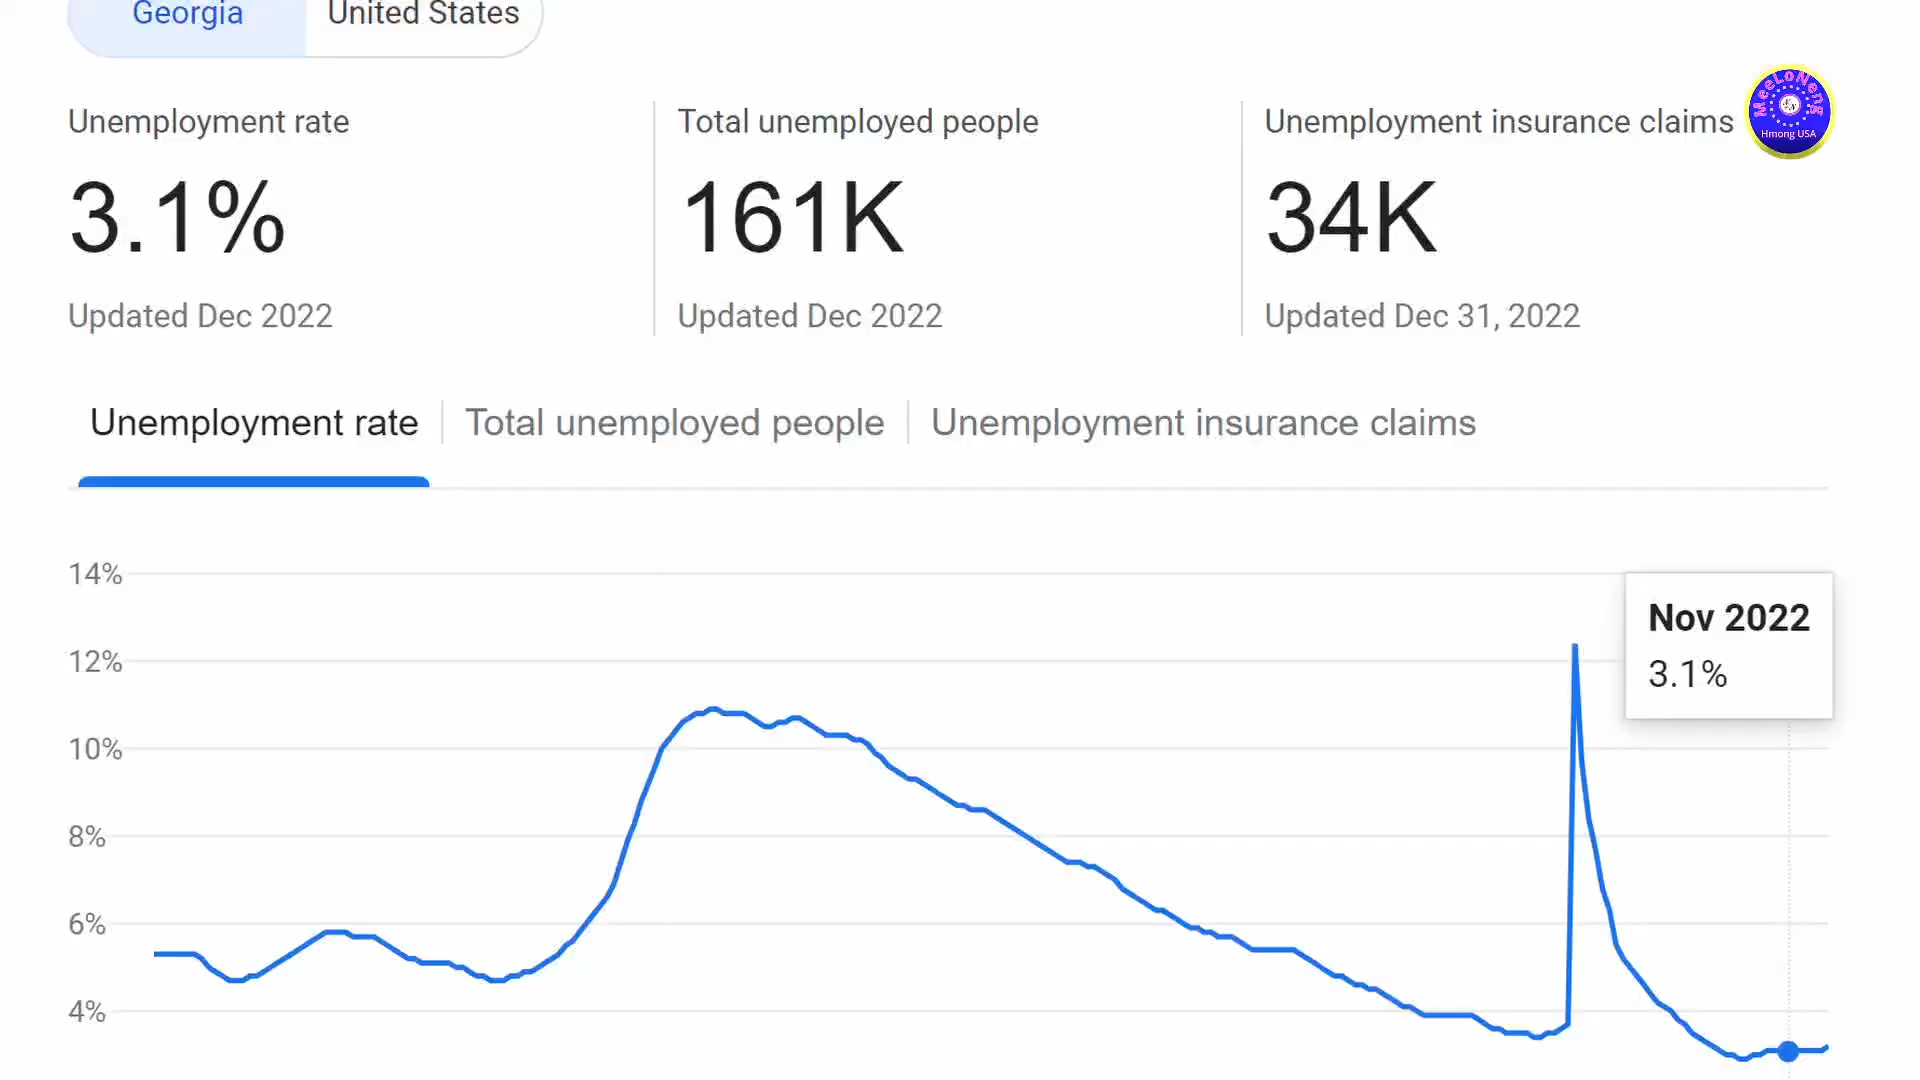 Georgia
United States
Unemployment rate
3.1%
Updated Dec 2022
Total unemployed people
161K
Updated Dec 2022
Unemployment insurance claims
34K
Updated Dec 31, 2022
MeeLoNeng
Hmong USA
Unemployment rate
Total unemployed people
Unemployment insurance claims
14%
12%
10%
8%
6%
4%
Nov 2022
3.1%